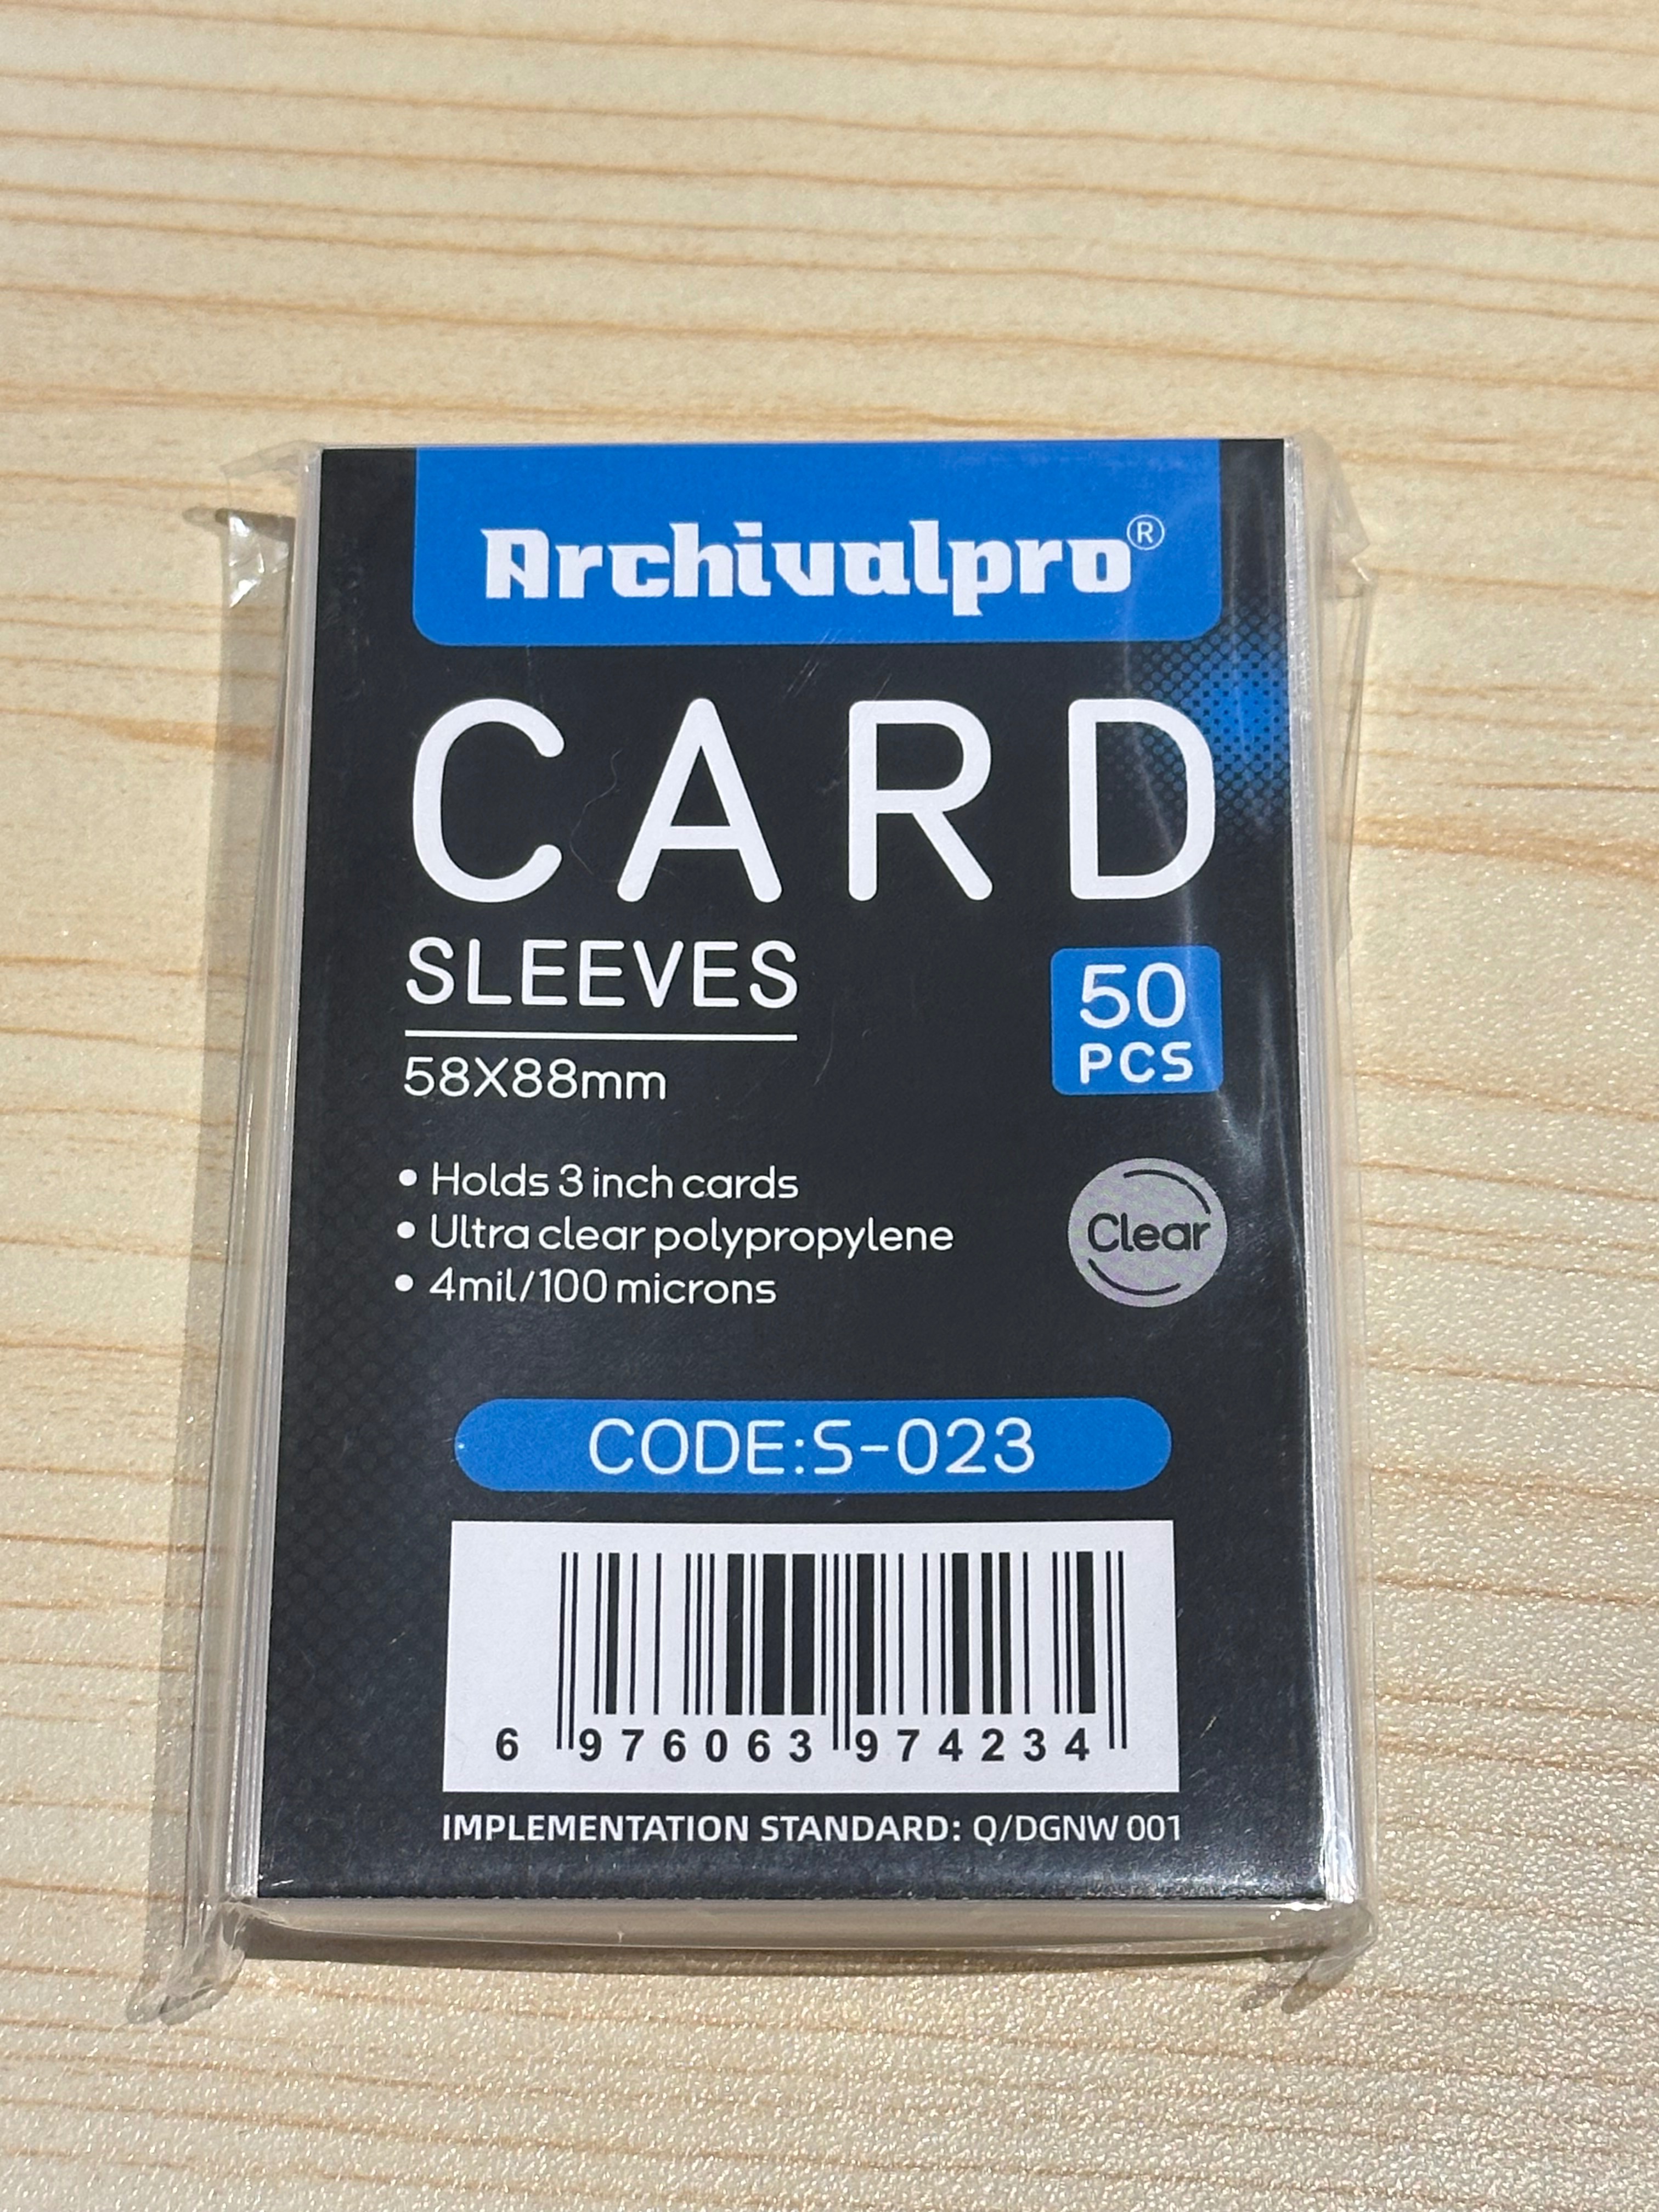 Archivalpro®
CARD
SLEEVES
50
PCS
58X88mm
• Holds 3 inch cards
• Ultra clear polypropylene
• 4mil/100 microns
Clear
CODE:S-023
6 976063 974234
IMPLEMENTATION STANDARD: Q/DGNW 001